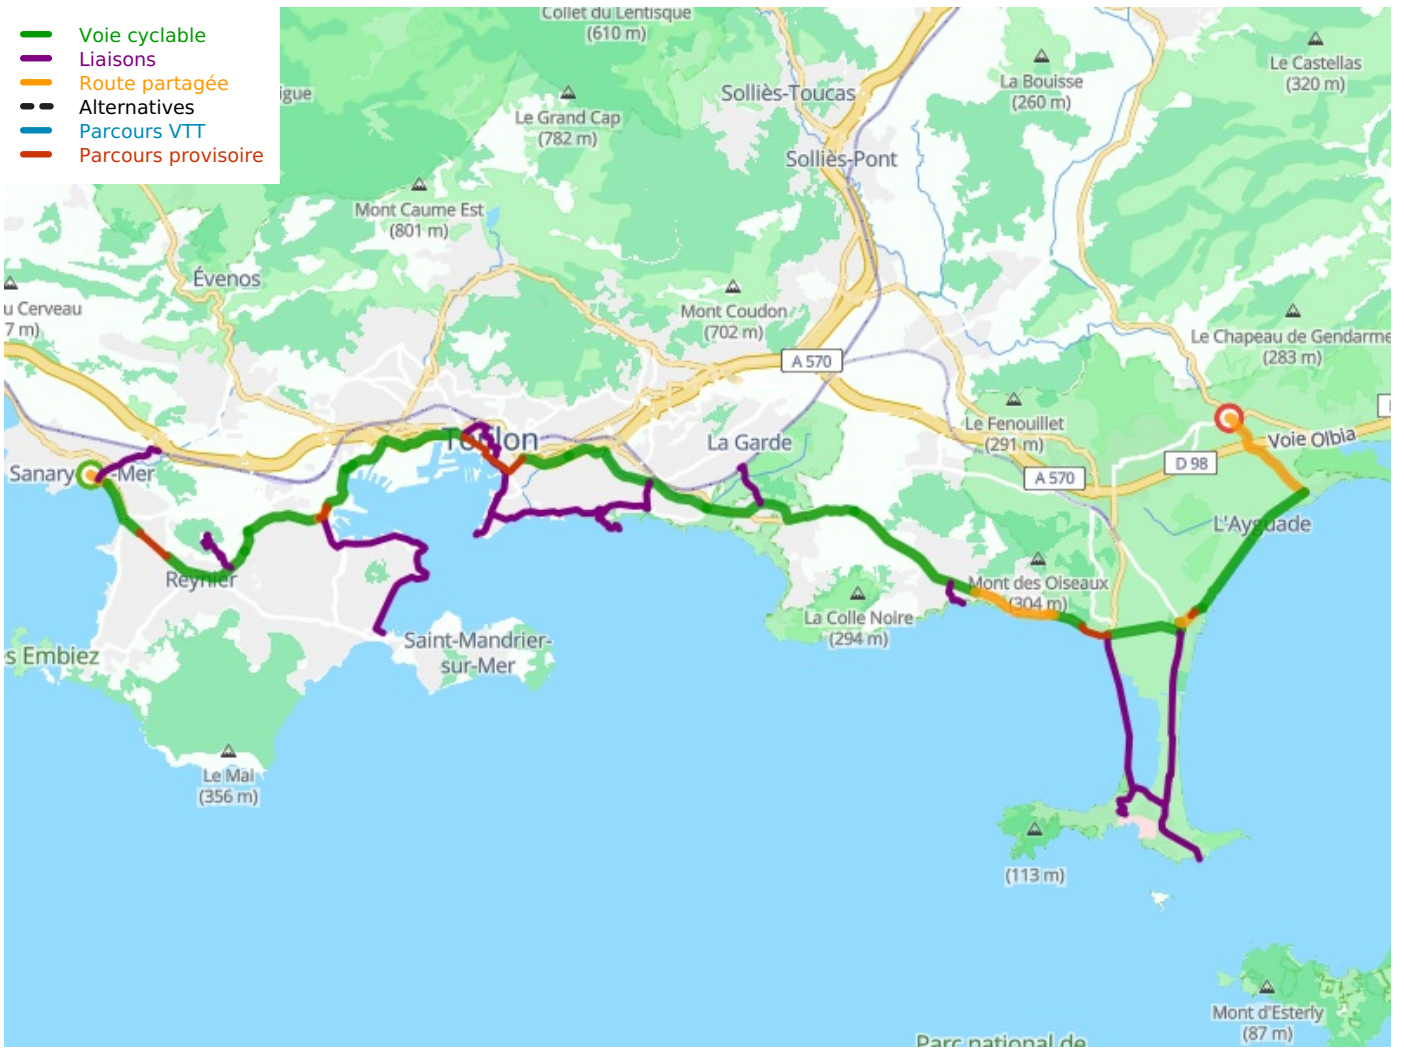 Voie cyclable
Liaisons
Route partagée
Alternatives
Parcours VTT
Parcours provisoire
Collet du Lentisque
(610 m)
igue
Le Grand Cap
(782 m)
Solliès-Toucas
La Bouisse
(260 m)
Le Castellas
(320 m)
Solliès-Pont
Mont Caume Est
(801 m)
Évenos
u Cerveau
7 m)
Mont Coudon
(702 m)
Le Chapeau de Gendarme
(283 m)
A 570
Le Fenouillet
(291 m)
Voie Olbia
D 98
A 570
La Garde
Toulon
Sanary -Mer
L'Ayguade
Reynier
Mont des Oiseaux
(304 m)
La Colle Noire
(294 m)
Saint-Mandrier-
sur-Mer
s Embiez
Le Mai
(356 m)
(113 m)
Mont d'Esterly
(87 m)
Parc national de